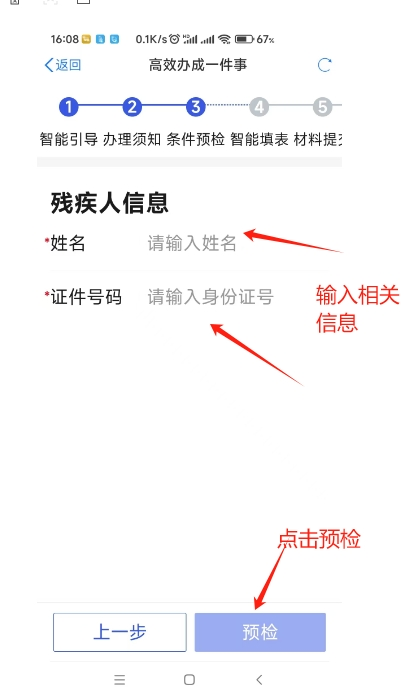 16:08 0.1K/s 67%
返回 高效办成一件事
1 2 3 4 5
智能引导 办理须知 条件预检 智能填表 材料提交
残疾人信息
*姓名 请输入姓名
*证件号码 请输入身份证号
输入相关
信息
点击预检
上一步 预检